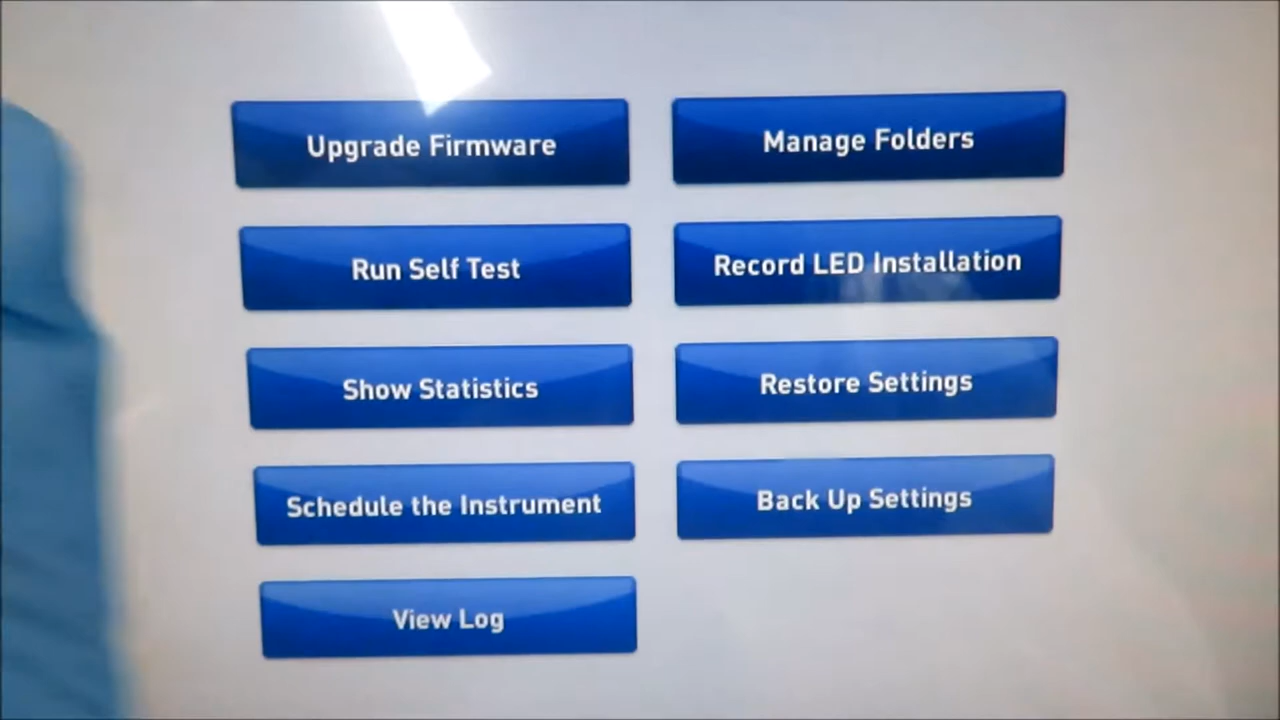 Upgrade Firmware
Manage Folders
Run Self Test
Record LED Installation
Show Statistics
Restore Settings
Schedule the Instrument
Back Up Settings
View Log